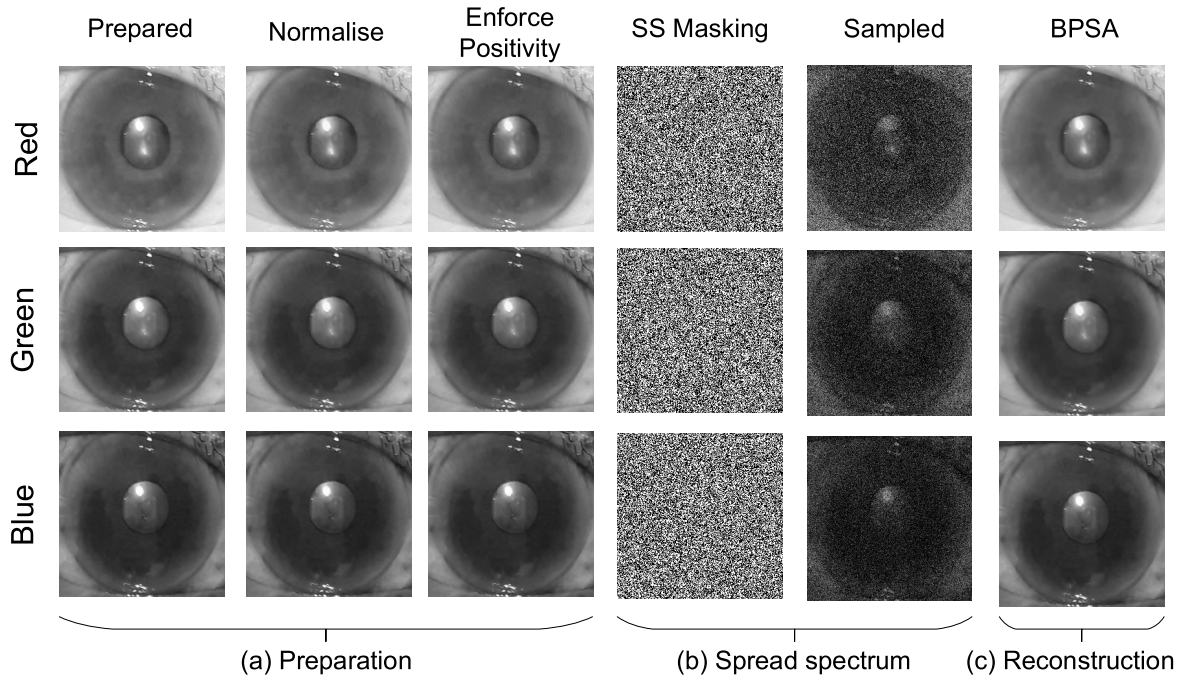 Prepared
Normalise
Enforce
Positivity
SS Masking
Sampled
BPSA
Red
Green
Blue
(a) Preparation
(b) Spread spectrum
(c) Reconstruction